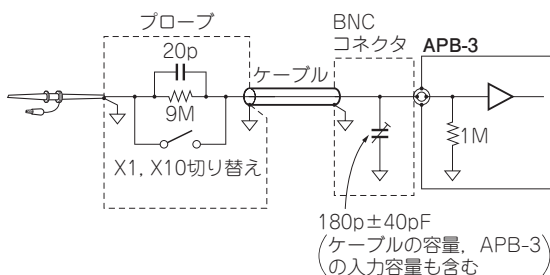 プローブ
20p
9M
X1, X10切り替え
ケーブル
BNC
コネクタ
APB-3
1M
180p±40pF
(ケーブルの容量, APB-3
の入力容量も含む)